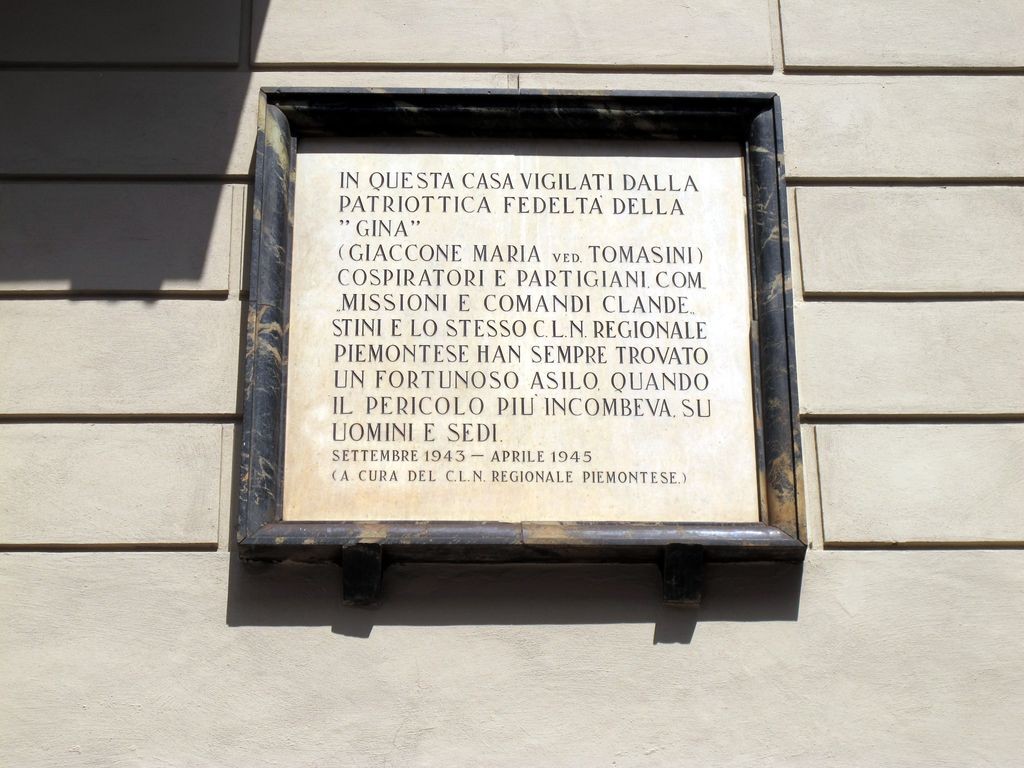 IN QUESTA CASA VIGILATI DALLA
PATRIOTTICA FEDELTA' DELLA
"GINA"
(GIACCONE MARIA VED. TOMASINI)
COSPIRATORI E PARTIGIANI, COM„
„MISSIONI E COMANDI CLANDE„
STINI E LO STESSO C.L.N. REGIONALE
PIEMONTESE HAN SEMPRE TROVATO
UN FORTUNOSO ASILO, QUANDO
IL PERICOLO PIU' INCOMBEVA, SU
UOMINI E SEDI.
SETTEMBRE 1943 — APRILE 1945
(A CURA DEL C.L.N. REGIONALE PIEMONTESE.)